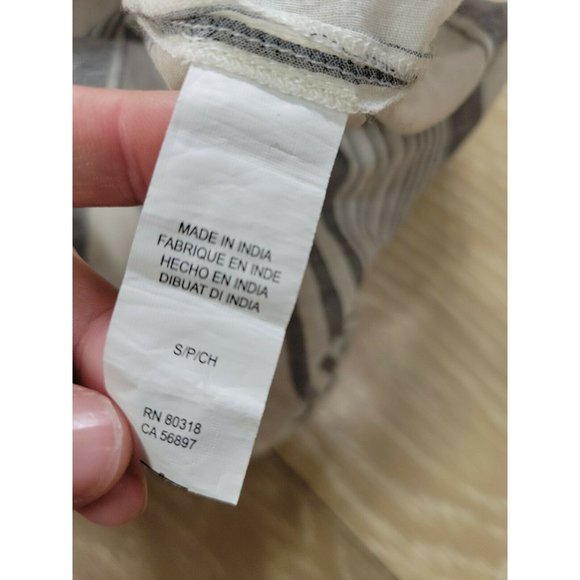 MADE IN INDIA
FABRIQUE EN INDE
HECHO EN INDIA
DIBUAT DI INDIA
S/P/CH
RN 80318
CA 56897